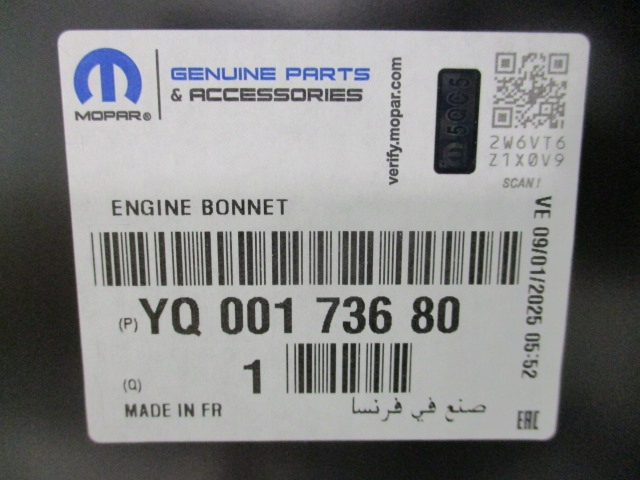 MOPAR®
GENUINE PARTS
& ACCESSORIES
verify.mopar.com
5QC5
2W6VT6
Z1X0V9
SCAN!
ENGINE BONNET
VE 09/01/2025 05:52
(P) YQ 001 736 80
(Q) 1
MADE IN FR
صنع في فرنسا
EAC